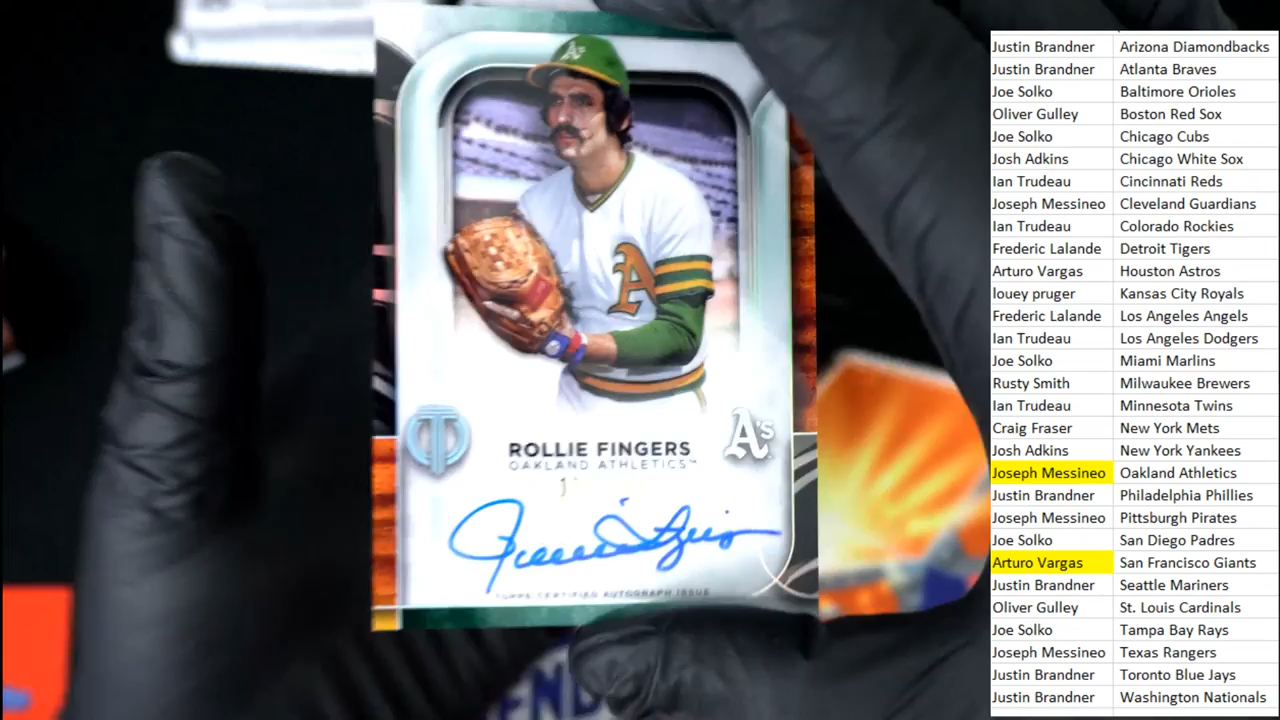 A's
A
ROLLIE FINGERS
OAKLAND ATHLETICS™
A's
TOPPS CERTIFIED AUTOGRAPH ISSUE
Justin Brandner Arizona Diamondbacks
Justin Brandner Atlanta Braves
Joe Solko Baltimore Orioles
Oliver Gulley Boston Red Sox
Joe Solko Chicago Cubs
Josh Adkins Chicago White Sox
Ian Trudeau Cincinnati Reds
Joseph Messineo Cleveland Guardians
Ian Trudeau Colorado Rockies
Frederic Lalande Detroit Tigers
Arturo Vargas Houston Astros
louey pruger Kansas City Royals
Frederic Lalande Los Angeles Angels
Ian Trudeau Los Angeles Dodgers
Joe Solko Miami Marlins
Rusty Smith Milwaukee Brewers
Ian Trudeau Minnesota Twins
Craig Fraser New York Mets
Josh Adkins New York Yankees
Joseph Messineo Oakland Athletics
Justin Brandner Philadelphia Phillies
Joseph Messineo Pittsburgh Pirates
Joe Solko San Diego Padres
Arturo Vargas San Francisco Giants
Justin Brandner Seattle Mariners
Oliver Gulley St. Louis Cardinals
Joe Solko Tampa Bay Rays
Joseph Messineo Texas Rangers
Justin Brandner Toronto Blue Jays
Justin Brandner Washington Nationals